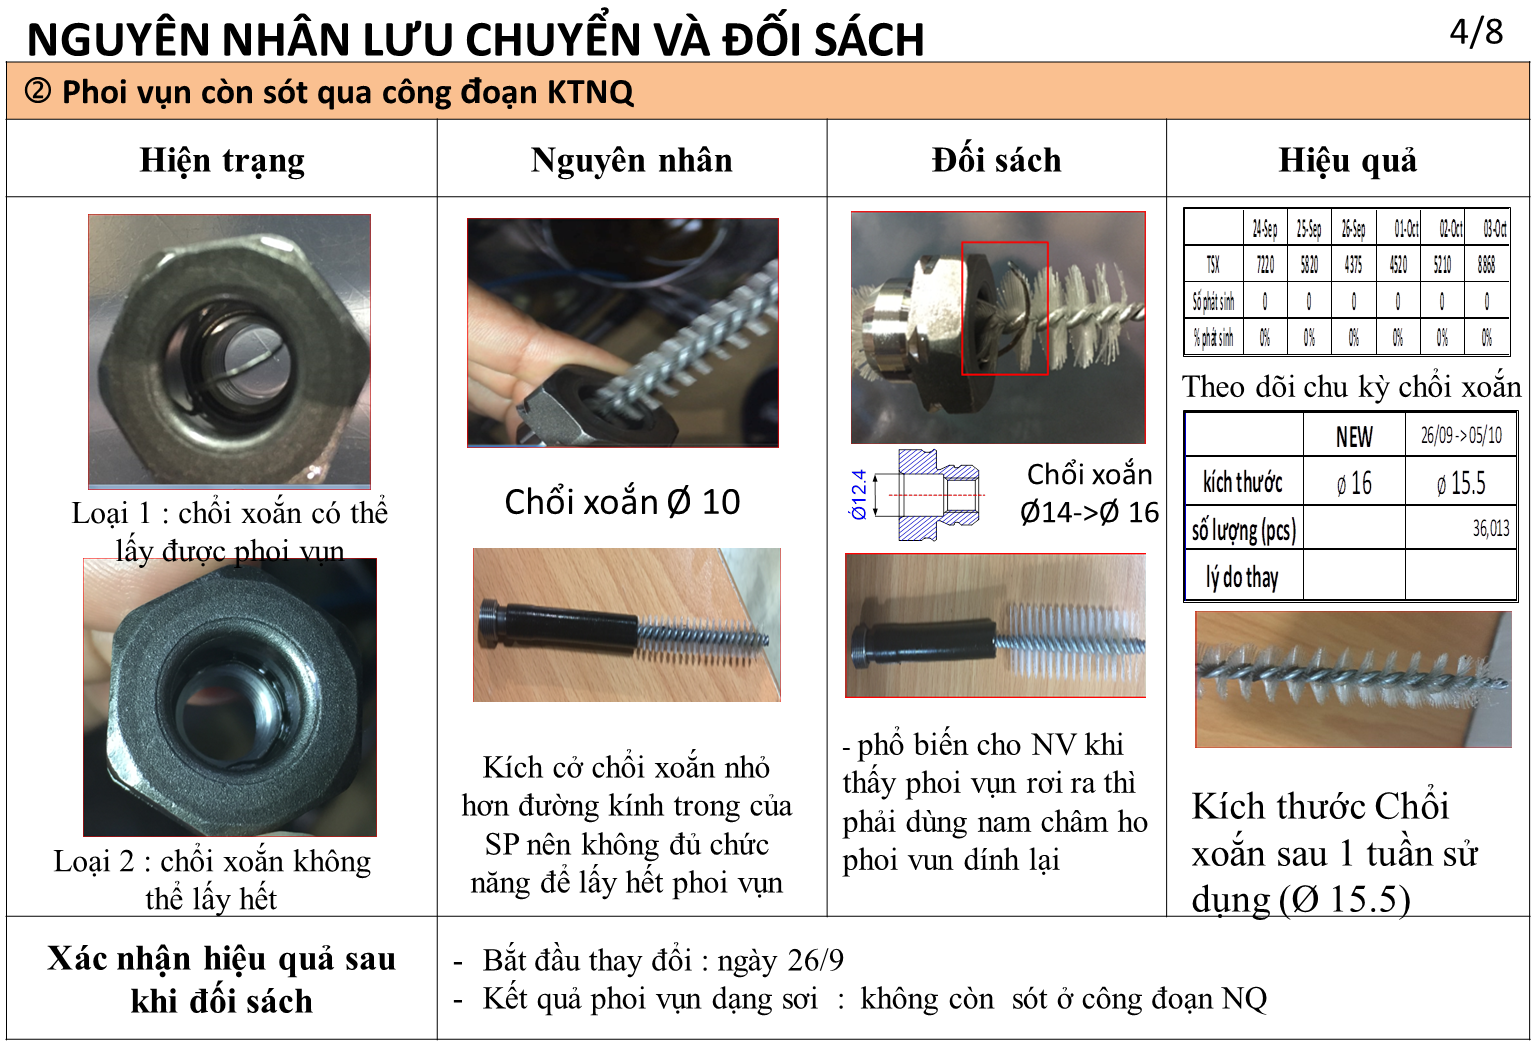 NGUYÊN NHÂN LƯU CHUYỂN VÀ ĐỐI SÁCH
4/8
② Phoi vụn còn sót qua công đoạn KTNQ
Hiện trạng
Nguyên nhân
Đối sách
Hiệu quả
Loại 1 : chổi xoắn có thể
lấy được phoi vụn
Loại 2 : chổi xoắn không
thể lấy hết
Chổi xoắn Ø 10
Kích cở chổi xoắn nhỏ
hơn đường kính trong của
SP nên không đủ chức
năng để lấy hết phoi vụn
Ø12.4
Chổi xoắn
Ø14->Ø 16
- phổ biến cho NV khi
thấy phoi vụn rơi ra thì
phải dùng nam châm ho
phoi vun dính lại
24-Sep 25-Sep 26-Sep 01-Oct 02-Oct 03-Oct
TSX 7220 5820 4375 4520 5210 8868
Số phát sinh 0 0 0 0 0 0
% phát sinh 0% 0% 0% 0% 0% 0%
Theo dõi chu kỳ chổi xoắn
NEW 26/09 -> 05/10
kích thước ø 16 ø 15.5
số lượng (pcs) 36,013
lý do thay
Kích thước Chổi
xoắn sau 1 tuần sử
dụng (Ø 15.5)
Xác nhận hiệu quả sau
khi đối sách
- Bắt đầu thay đổi : ngày 26/9
- Kết quả phoi vụn dạng sơi : không còn sót ở công đoạn NQ